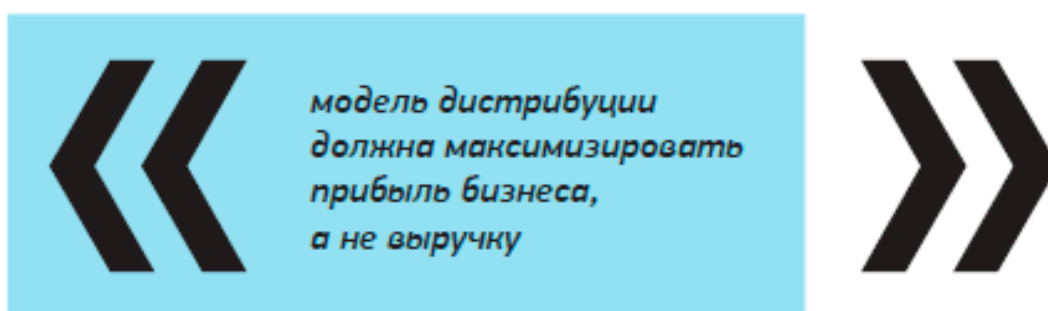 « модель дистрибуции
должна максимизировать
прибыль бизнеса,
а не выручку »